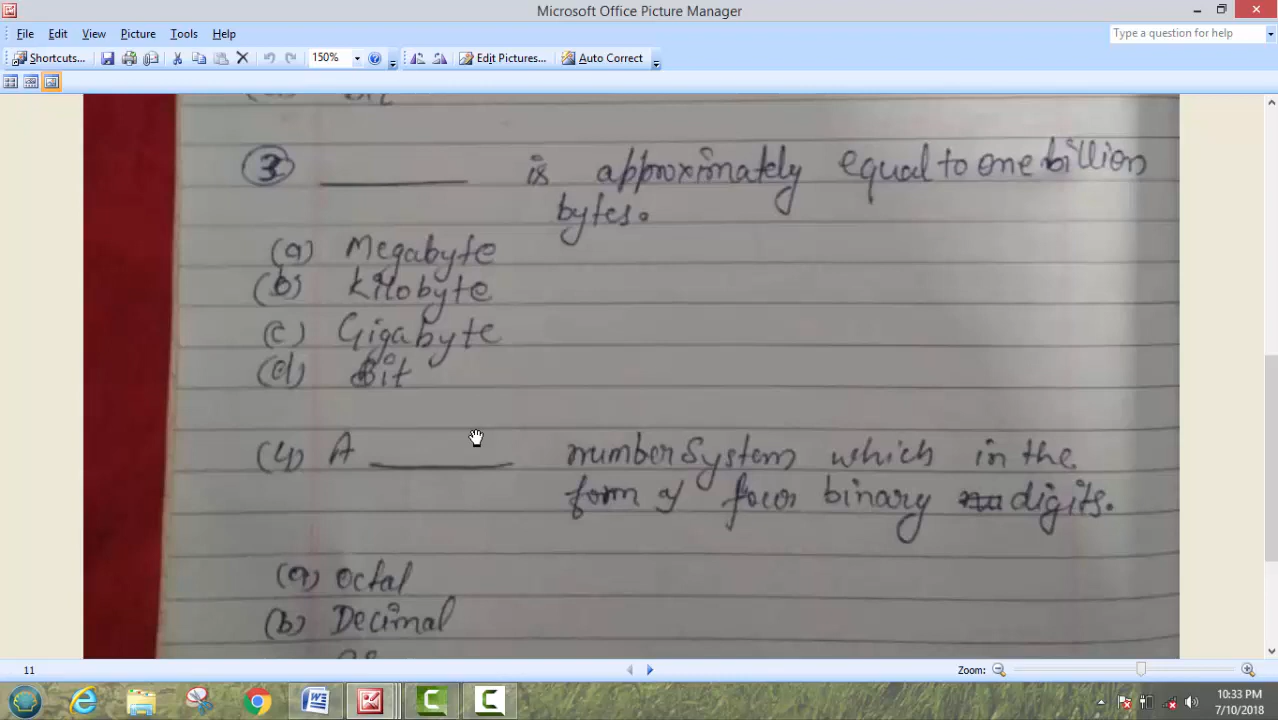 Microsoft Office Picture Manager
File Edit View Picture Tools Help
Type a question for help
Shortcuts... 150% Edit Pictures... Auto Correct
(3) ______ is approximately equal to one billion
bytes.
(a) Megabyte
(b) Kilobyte
(c) Gigabyte
(d) Bit
(4) A ______ number System which in the
form of four binary digits.
(a) Octal
(b) Decimal
11
Zoom:
10:33 PM
7/10/2018